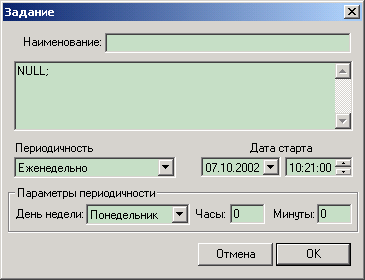 Задание
Наименование:
NULL;
Периодичность Дата старта
Еженедельно 07.10.2002 10:21:00
Параметры периодичности
День недели: Понедельник Часы: 0 Минуты: 0
Отмена OK